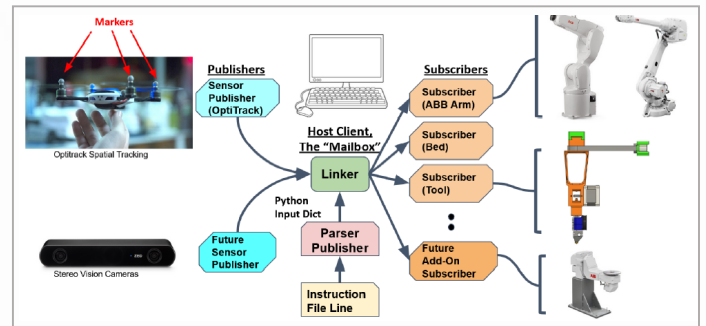 Markers
Optitrack Spatial Tracking
Stereo Vision Cameras
Publishers
Sensor
Publisher
(OptiTrack)
Future
Sensor
Publisher
Host Client,
The “Mailbox”
Linker
Python
Input Dict
Parser
Publisher
Instruction
File Line
Subscribers
Subscriber
(ABB Arm)
Subscriber
(Bed)
Subscriber
(Tool)
Future
Add-On
Subscriber